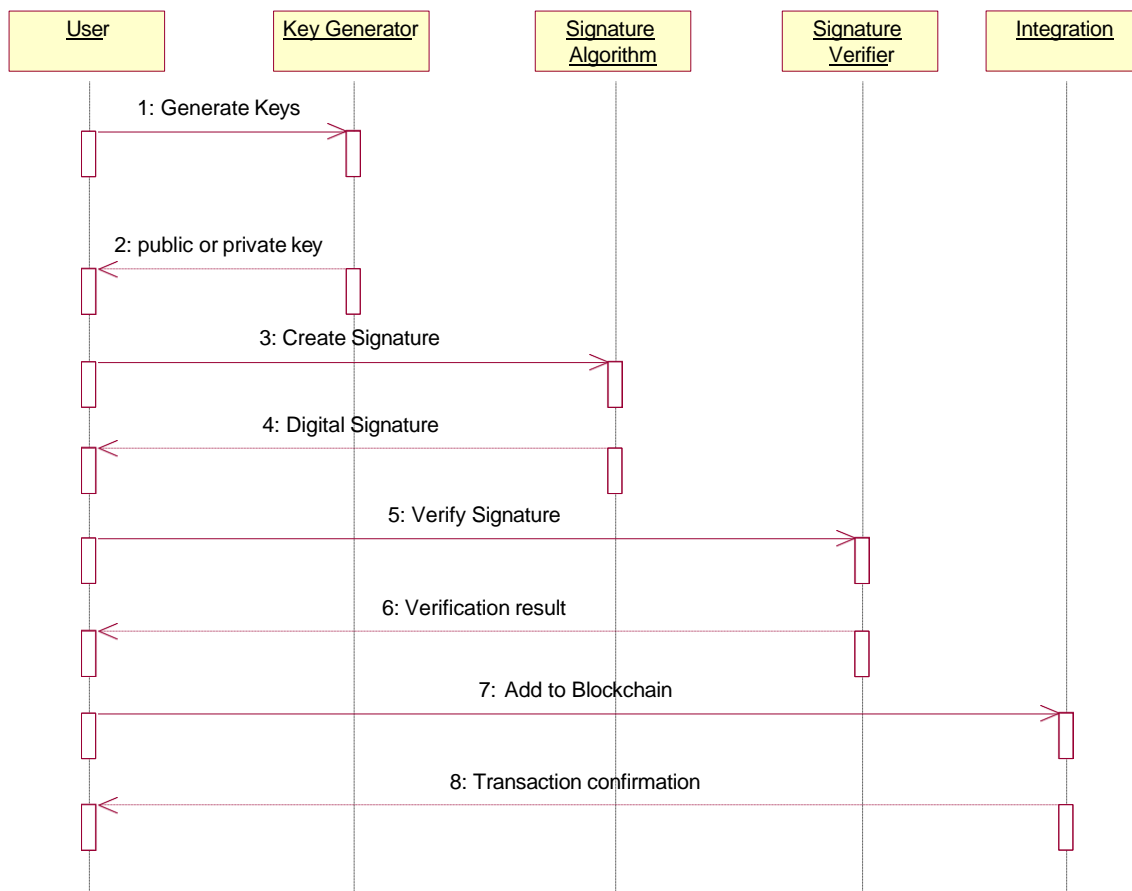 User
Key Generator
Signature
Algorithm
Signature
Verifier
Integration
1: Generate Keys
2: public or private key
3: Create Signature
4: Digital Signature
5: Verify Signature
6: Verification result
7: Add to Blockchain
8: Transaction confirmation